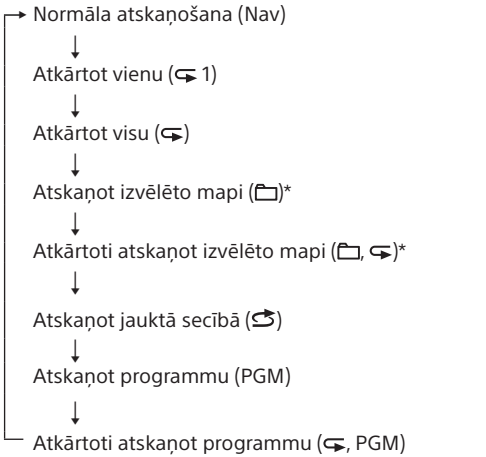 Normāla atskaņošana (Nav)
Atkārtot vienu (1)
Atkārtot visu ()
Atskaņot izvēlēto mapi ()*
Atkārtoti atskaņot izvēlēto mapi (, )*
Atskaņot jauktā secībā ()
Atskaņot programmu (PGM)
Atkārtoti atskaņot programmu (, PGM)